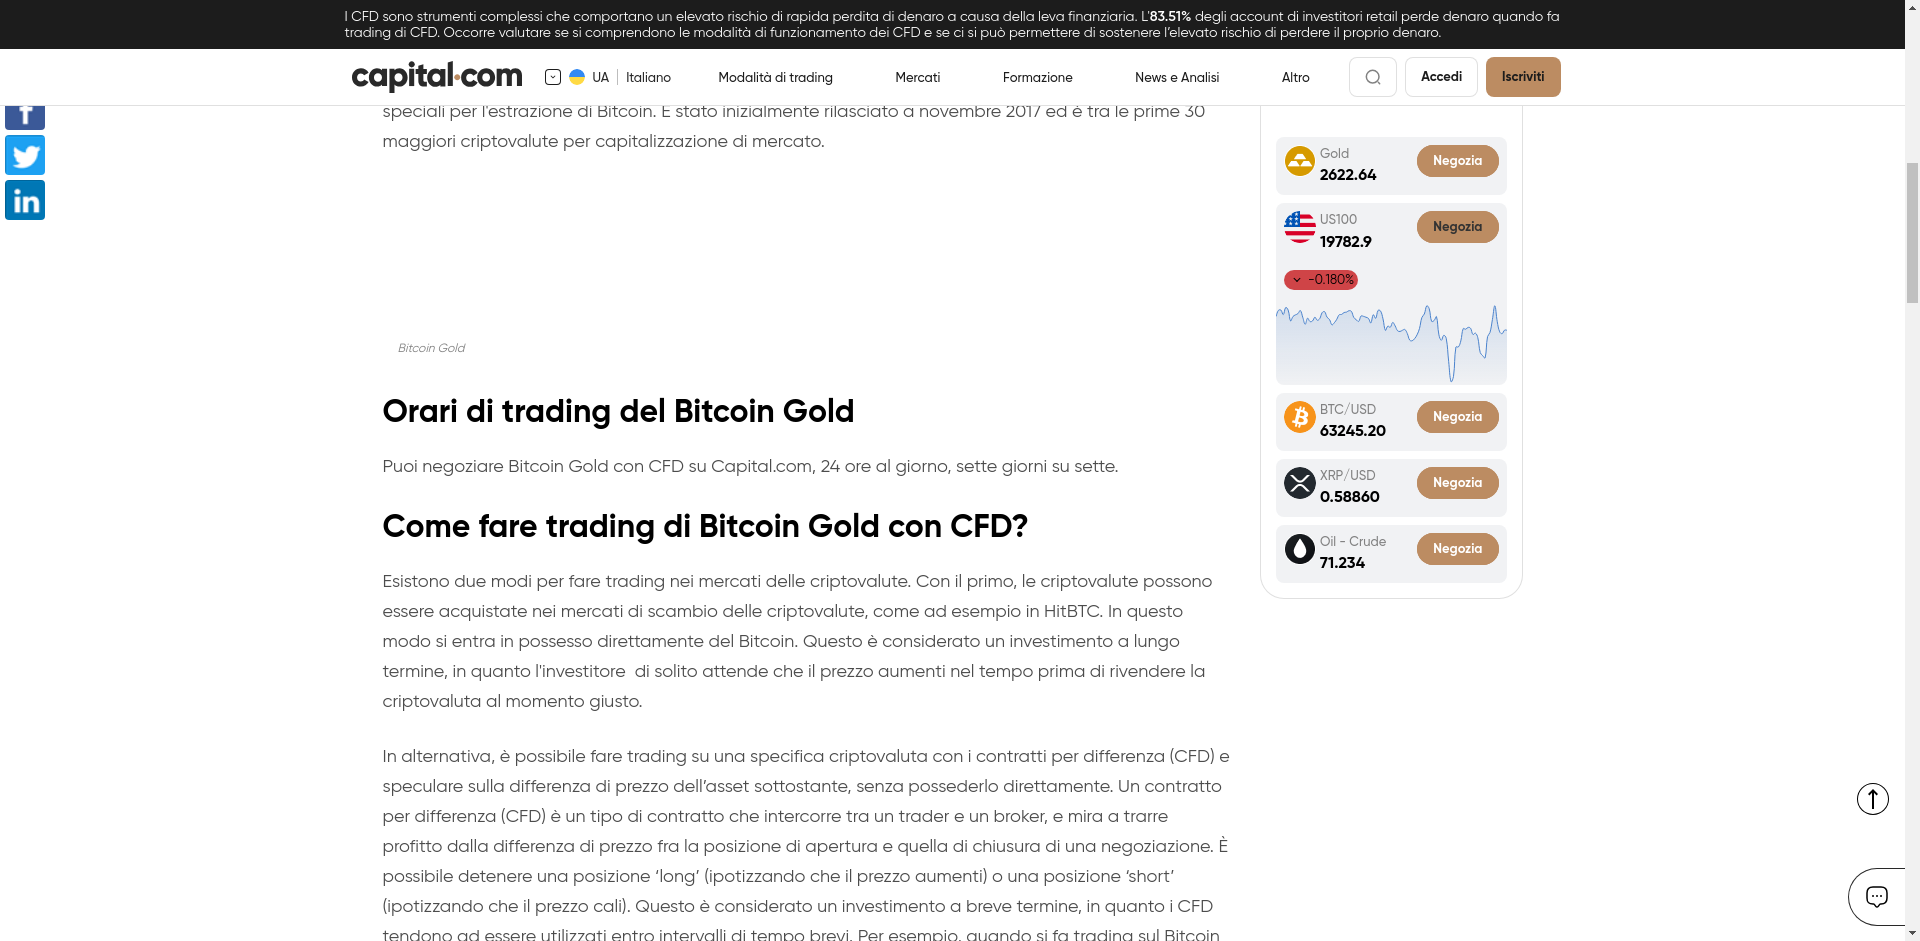 I CFD sono strumenti complessi che comportano un elevato rischio di rapida perdita di denaro a causa della leva finanziaria. L'83.51% degli account di investitori retail perde denaro quando fa
trading di CFD. Occorre valutare se si comprendono le modalità di funzionamento dei CFD e se ci si può permettere di sostenere l'elevato rischio di perdere il proprio denaro.
capital.com
UA
Italiano
Modalità di trading
Mercati
Formazione
News e Analisi
Altro
Accedi
Iscriviti
speciali per l'estrazione di Bitcoin. È stato inizialmente rilasciato a novembre 2017 ed è tra le prime 30
maggiori criptovalute per capitalizzazione di mercato.
Bitcoin Gold
Orari di trading del Bitcoin Gold
Puoi negoziare Bitcoin Gold con CFD su Capital.com, 24 ore al giorno, sette giorni su sette.
Come fare trading di Bitcoin Gold con CFD?
Esistono due modi per fare trading nei mercati delle criptovalute. Con il primo, le criptovalute possono
essere acquistate nei mercati di scambio delle criptovalute, come ad esempio in HitBTC. In questo
modo si entra in possesso direttamente del Bitcoin. Questo è considerato un investimento a lungo
termine, in quanto l'investitore  di solito attende che il prezzo aumenti nel tempo prima di rivendere la
criptovaluta al momento giusto.
In alternativa, è possibile fare trading su una specifica criptovaluta con i contratti per differenza (CFD) e
speculare sulla differenza di prezzo dell’asset sottostante, senza possederlo direttamente. Un contratto
per differenza (CFD) è un tipo di contratto che intercorre tra un trader e un broker, e mira a trarre
profitto dalla differenza di prezzo fra la posizione di apertura e quella di chiusura di una negoziazione. È
possibile detenere una posizione ‘long’ (ipotizzando che il prezzo aumenti) o una posizione ‘short’
(ipotizzando che il prezzo cali). Questo è considerato un investimento a breve termine, in quanto i CFD
tendono ad essere utilizzati entro intervalli di tempo brevi. Per esempio, quando si fa trading sul Bitcoin
Gold
2622.64
Negozia
US100
19782.9
Negozia
-0.180%
BTC/USD
63245.20
Negozia
XRP/USD
0.58860
Negozia
Oil - Crude
71.234
Negozia